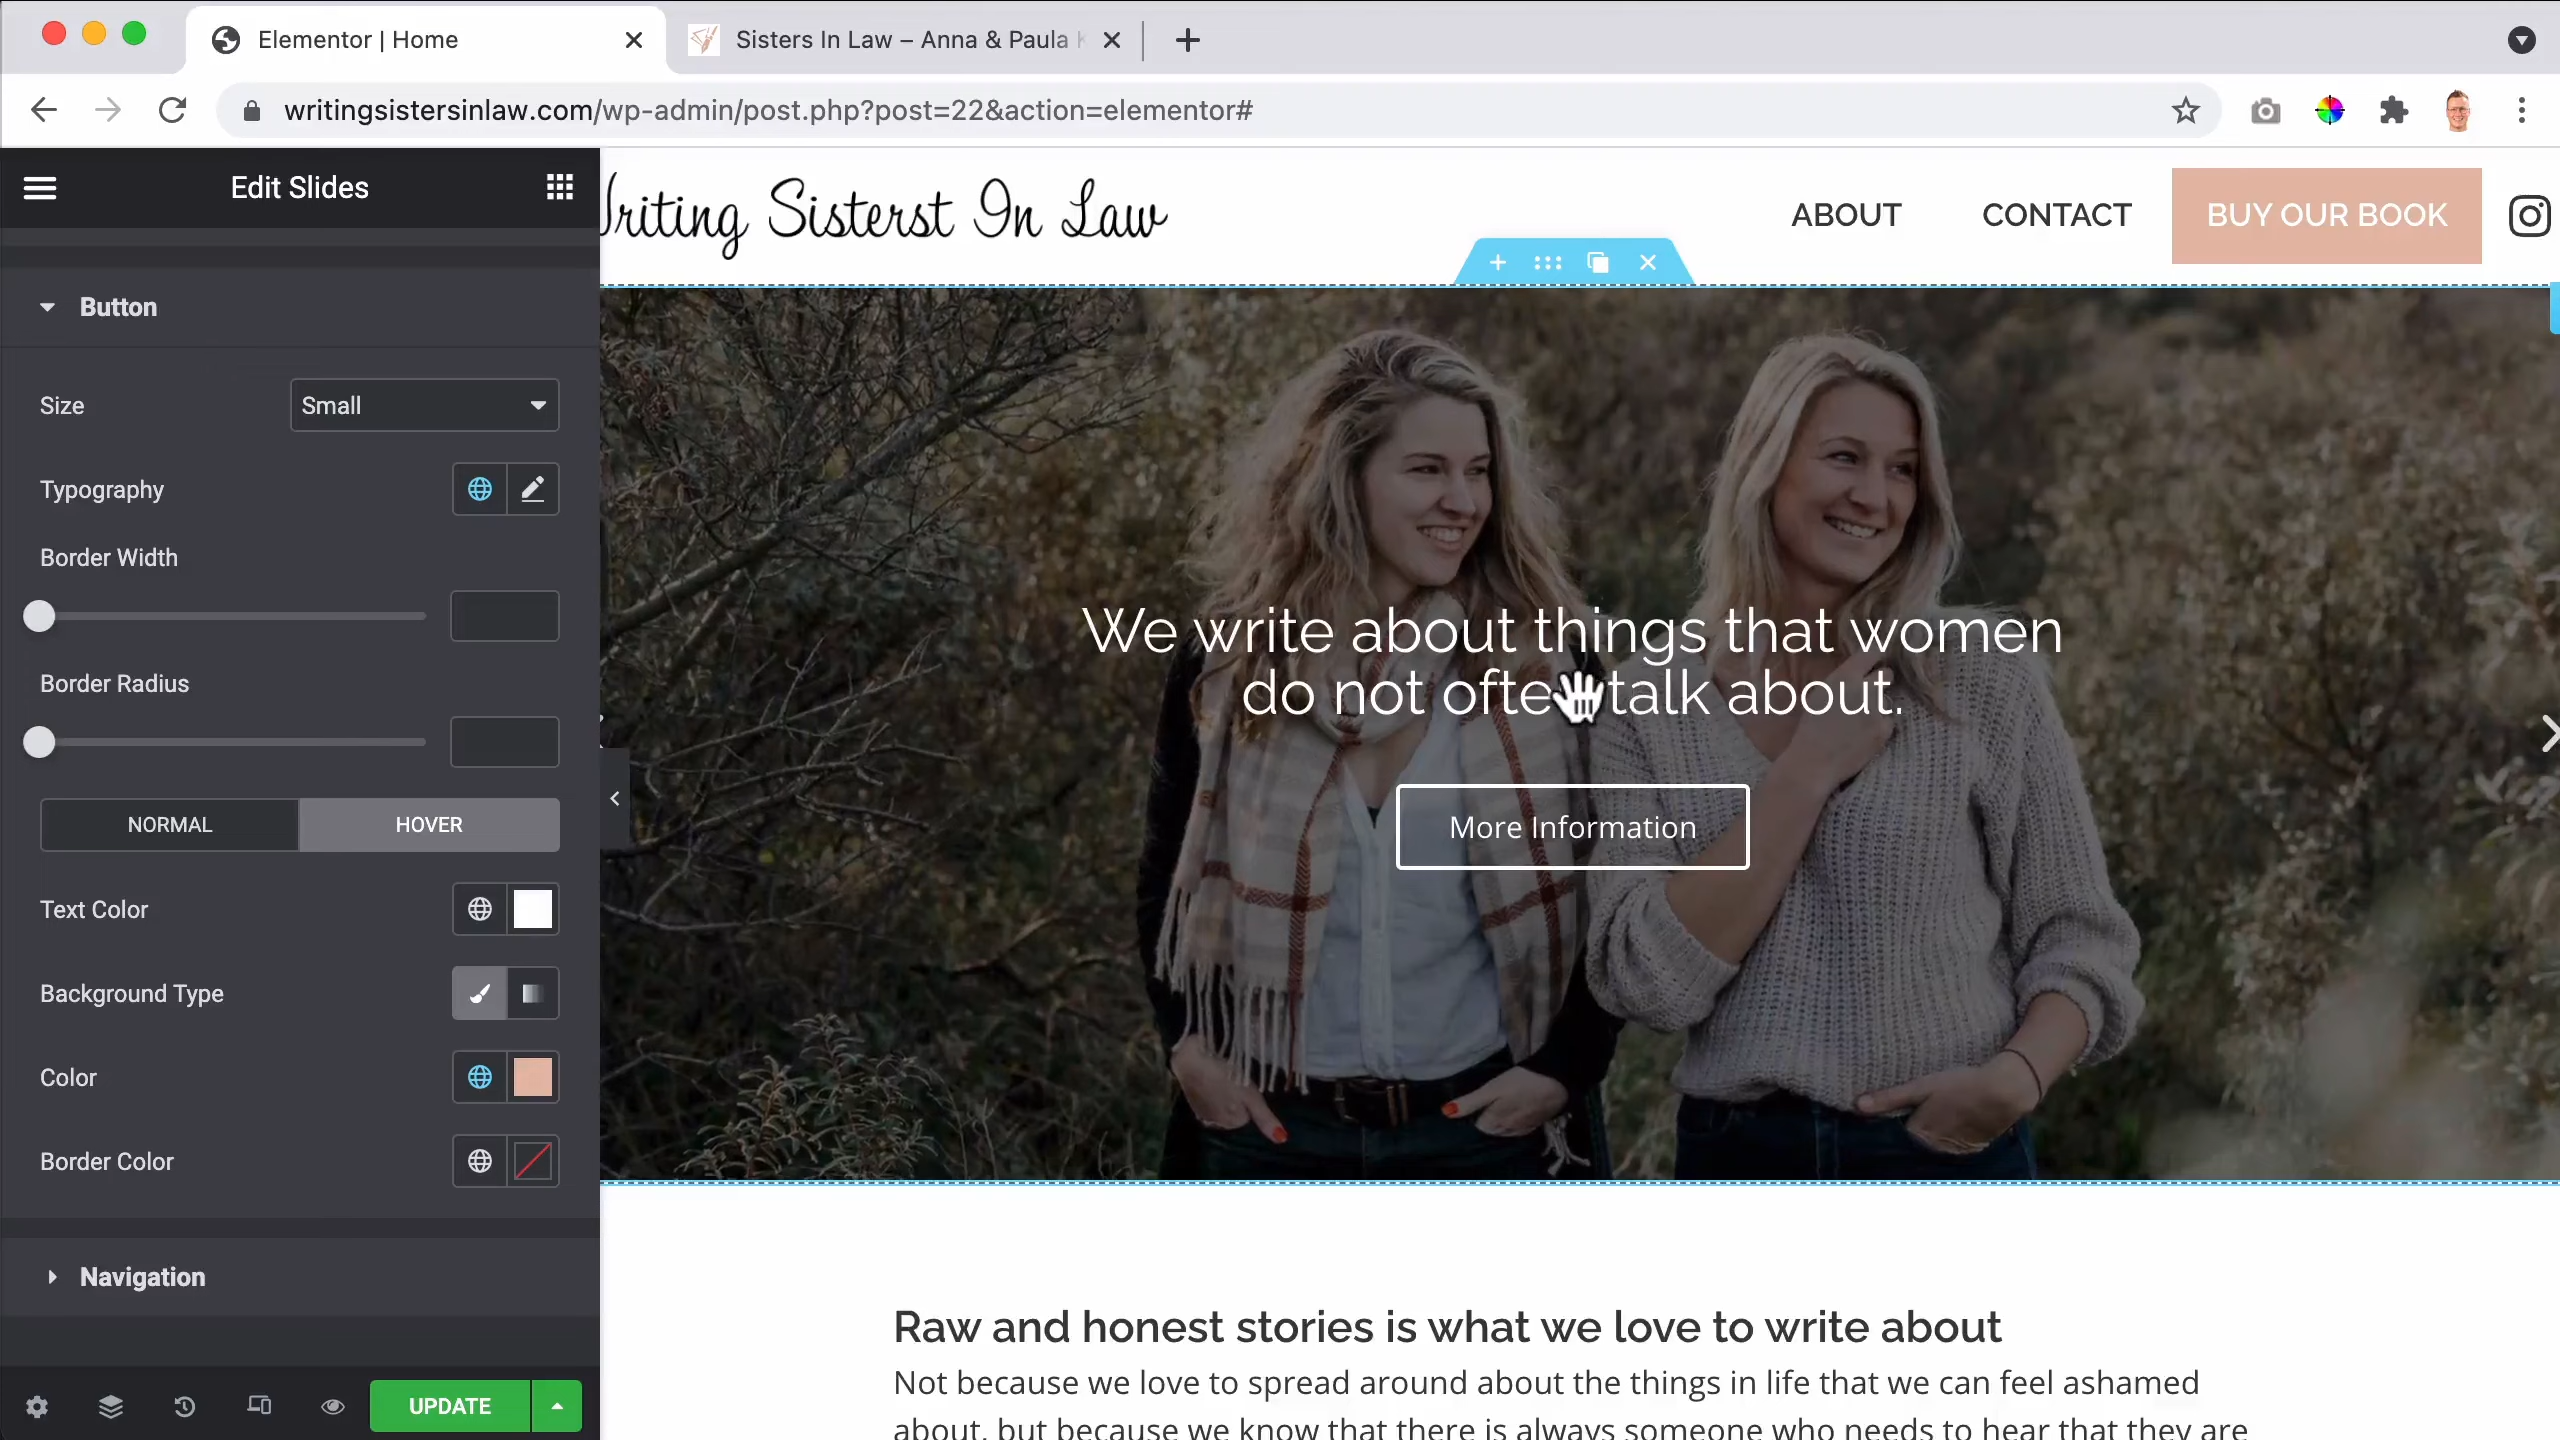 Elementor | Home
Sisters In Law – Anna & Paula
writingsistersinlaw.com/wp-admin/post.php?post=22&action=elementor#
Edit Slides
Writing Sisterst In Law
ABOUT
CONTACT
BUY OUR BOOK
Button
Size
Small
Typography
Border Width
Border Radius
NORMAL
HOVER
Text Color
Background Type
Color
Border Color
Navigation
UPDATE
We write about things that women
do not often talk about.
More Information
Raw and honest stories is what we love to write about
Not because we love to spread around about the things in life that we can feel ashamed
about, but because we know that there is always someone who needs to hear that they are